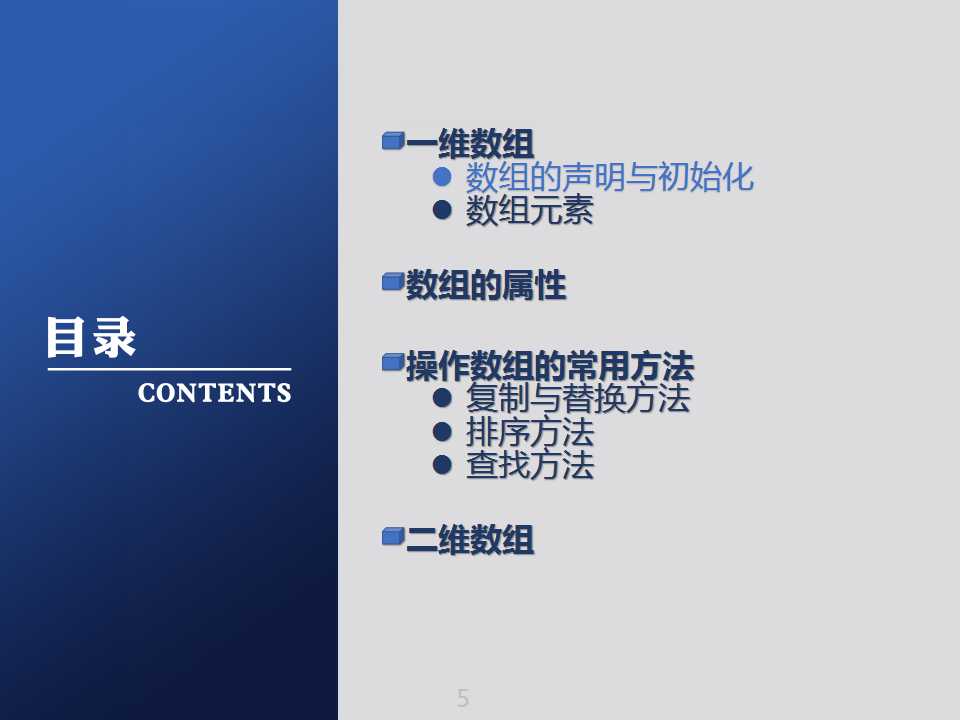 目录
CONTENTS
一维数组
数组的声明与初始化
数组元素
数组的属性
操作数组的常用方法
复制与替换方法
排序方法
查找方法
二维数组
5